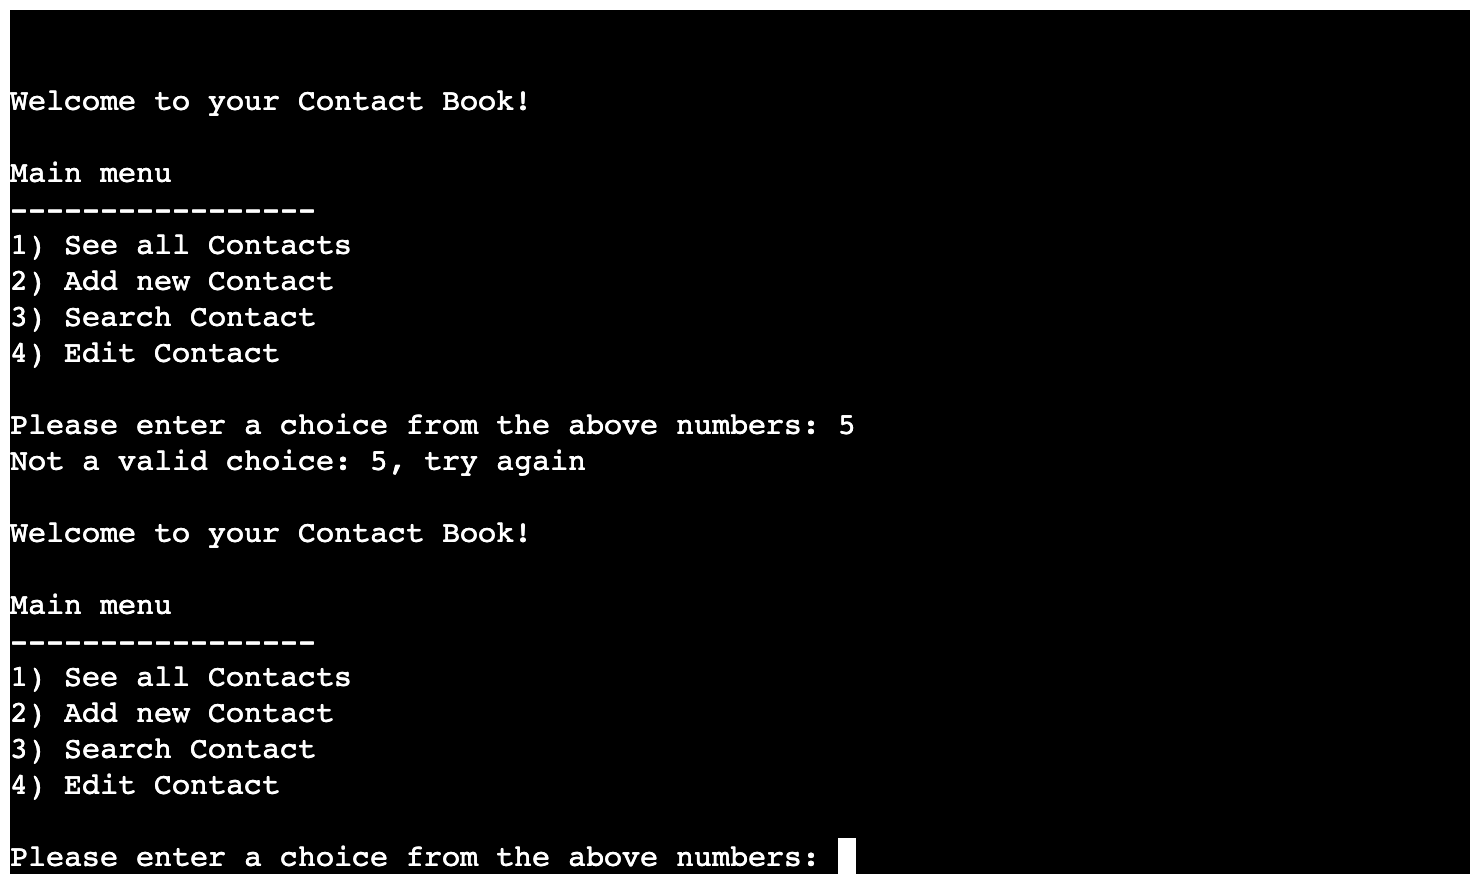 Welcome to your Contact Book!
Main menu
-----------------
1) See all Contacts
2) Add new Contact
3) Search Contact
4) Edit Contact
Please enter a choice from the above numbers: 5
Not a valid choice: 5, try again
Welcome to your Contact Book!
Main menu
-----------------
1) See all Contacts
2) Add new Contact
3) Search Contact
4) Edit Contact
Please enter a choice from the above numbers: